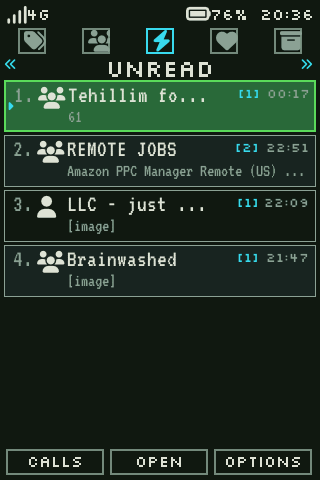 4G 76% 20:36
« »
UNREAD
1. Tehillim fo... [1] 00:17
61
2. REMOTE JOBS [2] 22:51
Amazon PPC Manager Remote (US) ...
3. LLC - just ... [1] 22:09
[image]
4. Brainwashed [1] 21:47
[image]
CALLS OPEN OPTIONS